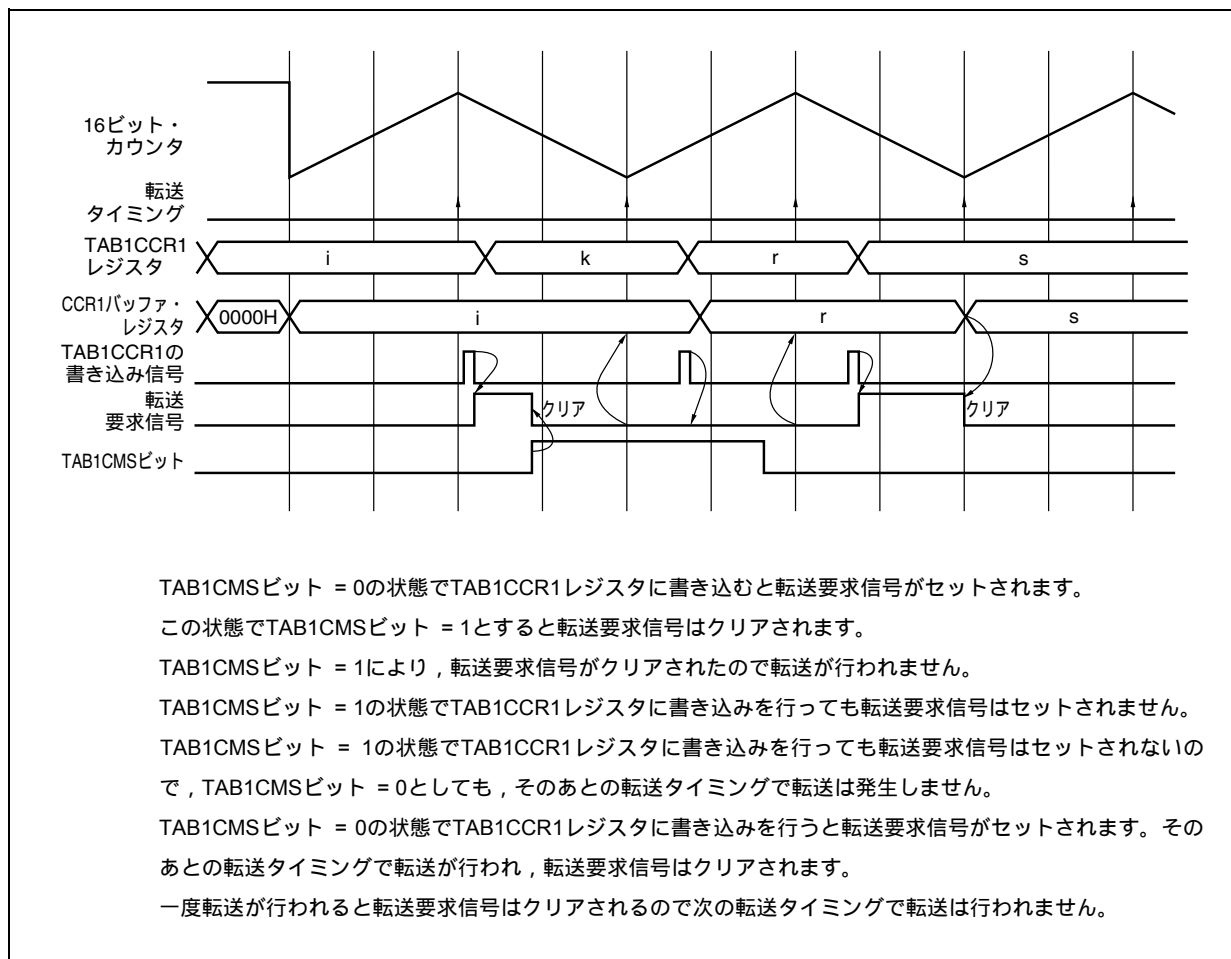 16ビット・
カウンタ
転送
タイミング
TAB1CCR1
レジスタ
i
k
r
s
CCR1バッファ・
レジスタ
0000H
i
r
s
TAB1CCR1の
書き込み信号
転送
要求信号
クリア
クリア
TAB1CMSビット
TAB1CMSビット = 0の状態でTAB1CCR1レジスタに書き込むと転送要求信号がセットされます。
この状態でTAB1CMSビット = 1とすると転送要求信号はクリアされます。
TAB1CMSビット = 1により，転送要求信号がクリアされたので転送が行われません。
TAB1CMSビット = 1の状態でTAB1CCR1レジスタに書き込みを行っても転送要求信号はセットされません。
TAB1CMSビット = 1の状態でTAB1CCR1レジスタに書き込みを行っても転送要求信号はセットされないの
で，TAB1CMSビット = 0としても，そのあとの転送タイミングで転送は発生しません。
TAB1CMSビット = 0の状態でTAB1CCR1レジスタに書き込みを行うと転送要求信号がセットされます。その
あとの転送タイミングで転送が行われ，転送要求信号はクリアされます。
一度転送が行われると転送要求信号はクリアされるので次の転送タイミングで転送は行われません。